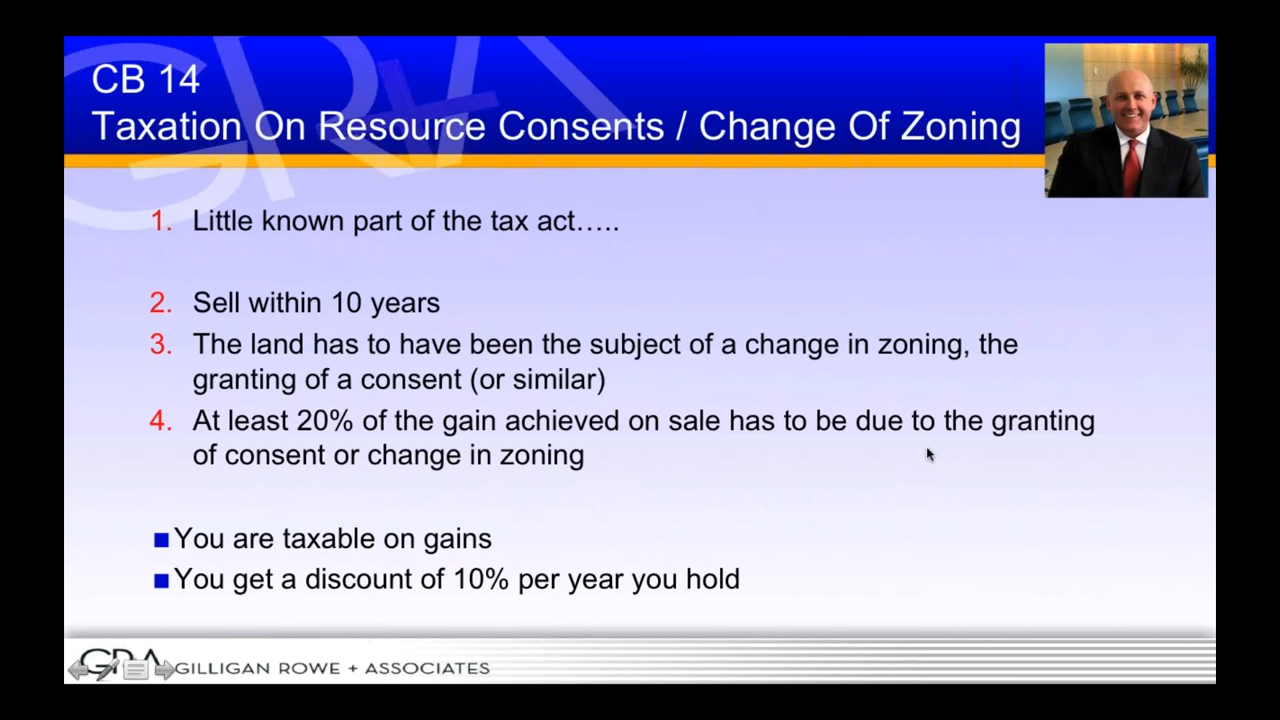 CB 14
Taxation On Resource Consents / Change Of Zoning
1. Little known part of the tax act…..
2. Sell within 10 years
3. The land has to have been the subject of a change in zoning, the
granting of a consent (or similar)
4. At least 20% of the gain achieved on sale has to be due to the granting
of consent or change in zoning
■ You are taxable on gains
■ You get a discount of 10% per year you hold
GRA GILLIGAN ROWE + ASSOCIATES